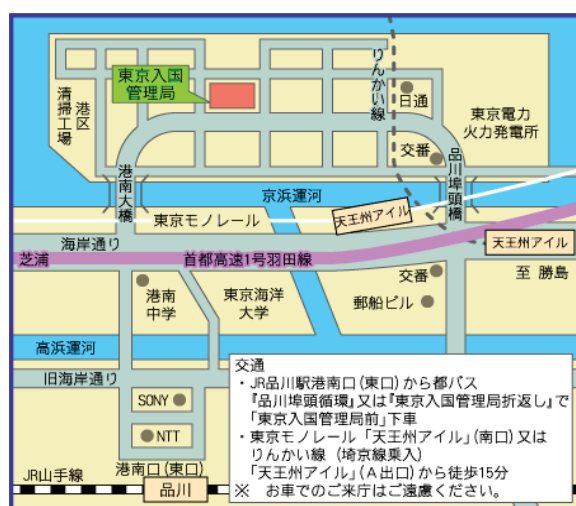 りんかい線
東京入国
管理局
港区
清掃工場
日通
東京電力
火力発電所
交番
港南大橋
品川埠頭橋
京浜運河
東京モノレール
天王州アイル
海岸通り
天王州アイル
芝浦
首都高速1号羽田線
至 勝島
港南
中学
東京海洋
大学
交番
郵船ビル
高浜運河
旧海岸通り
SONY
NTT
港南口(東口)
JR山手線
品川
交通
・JR品川駅港南口(東口)から都バス
『品川埠頭循環』又は『東京入国管理局折返し』で
「東京入国管理局前」下車
・東京モノレール「天王州アイル」(南口)又は
りんかい線 (埼京線乗入)
「天王州アイル」(A出口)から徒歩15分
※ お車でのご来庁はご遠慮ください。